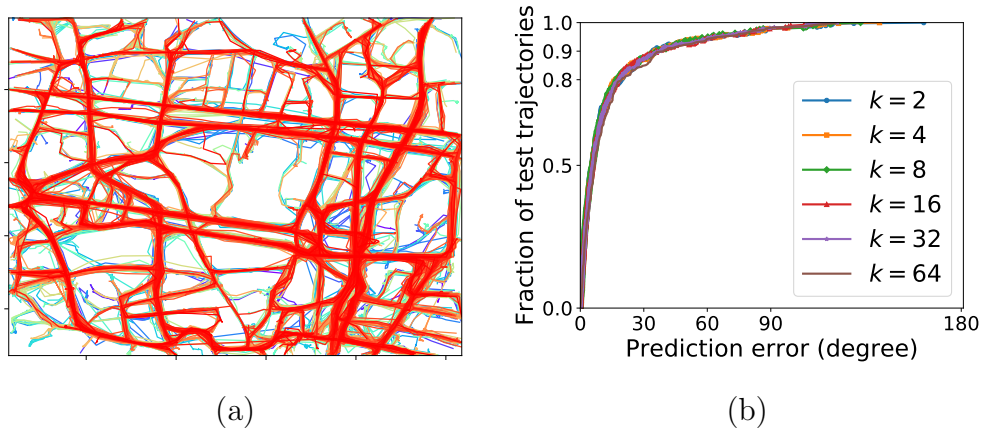 Fraction of test trajectories
1.0
0.9
0.8
0.5
0.0
k = 2
k = 4
k = 8
k = 16
k = 32
k = 64
0 30 60 90 180
Prediction error (degree)
(a) (b)